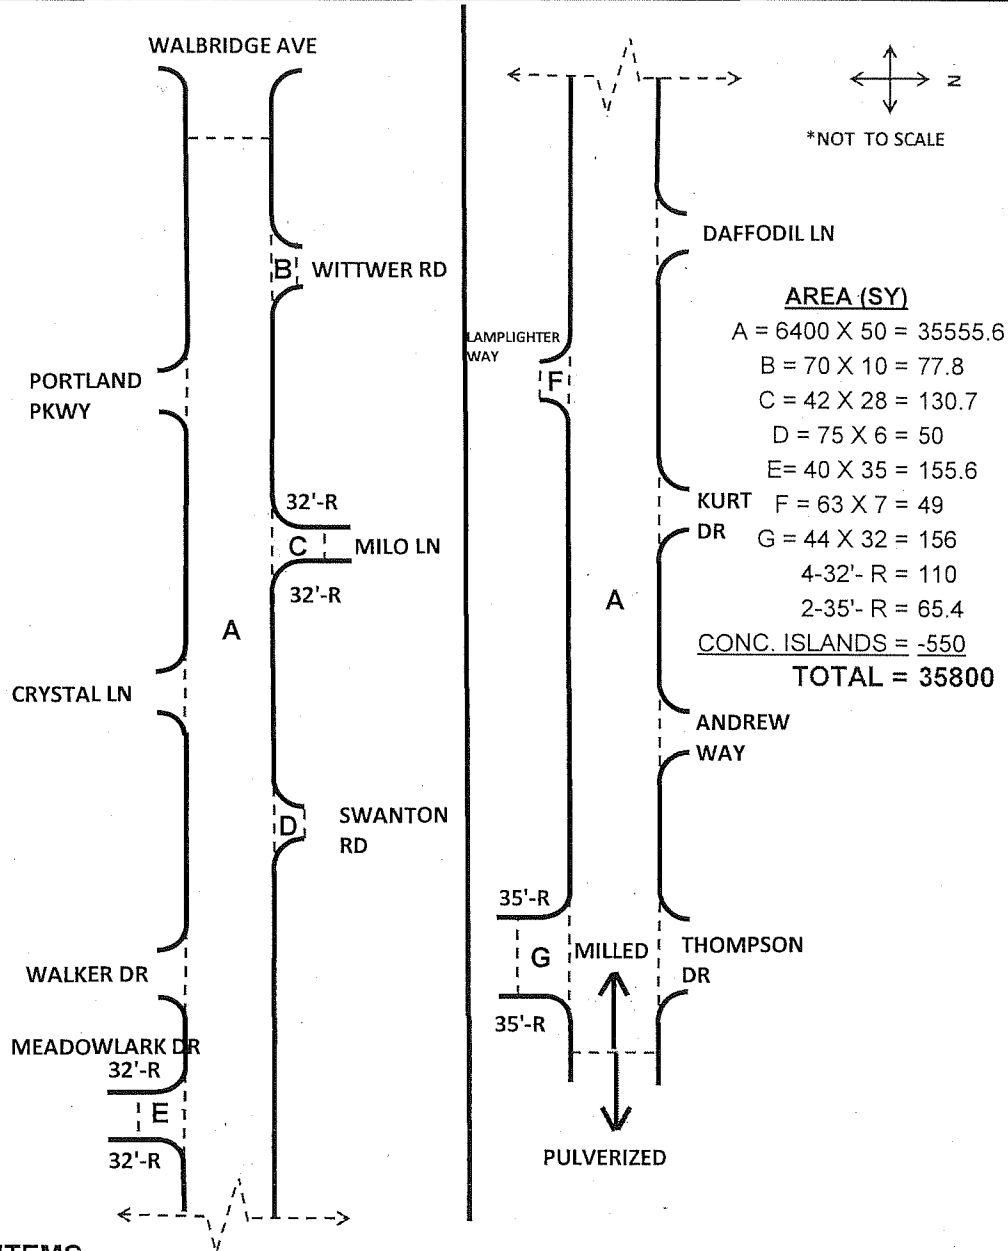 WALBRIDGE AVE
B WITTWER RD
PORTLAND
PKWY
32'-R
C MILO LN
32'-R
A
CRYSTAL LN
D
SWANTON
RD
WALKER DR
MEADOWLARK DR
32'-R
E
32'-R
N
*NOT TO SCALE
DAFFODIL LN
LAMPLIGHTER
WAY
F
KURT
DR
A
ANDREW
WAY
35'-R
G
MILLED
THOMPSON
DR
35'-R
PULVERIZED
AREA (SY)
A = 6400 X 50 = 35555.6
B = 70 X 10 = 77.8
C = 42 X 28 = 130.7
D = 75 X 6 = 50
E= 40 X 35 = 155.6
F = 63 X 7 = 49
G = 44 X 32 = 156
4-32'- R = 110
2-35'- R = 65.4
CONC. ISLANDS = -550
TOTAL = 35800